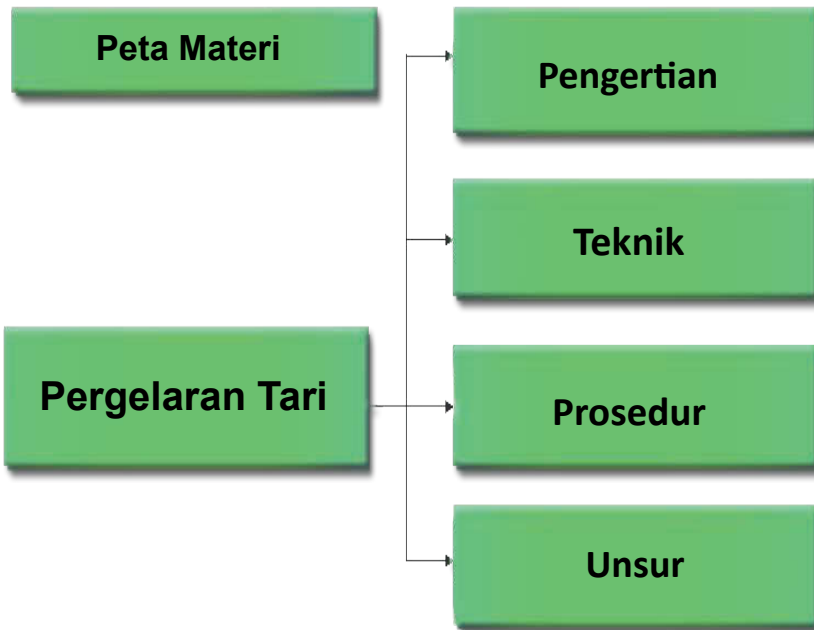 Peta Materi
Pengertian
Teknik
Pergelaran Tari
Prosedur
Unsur